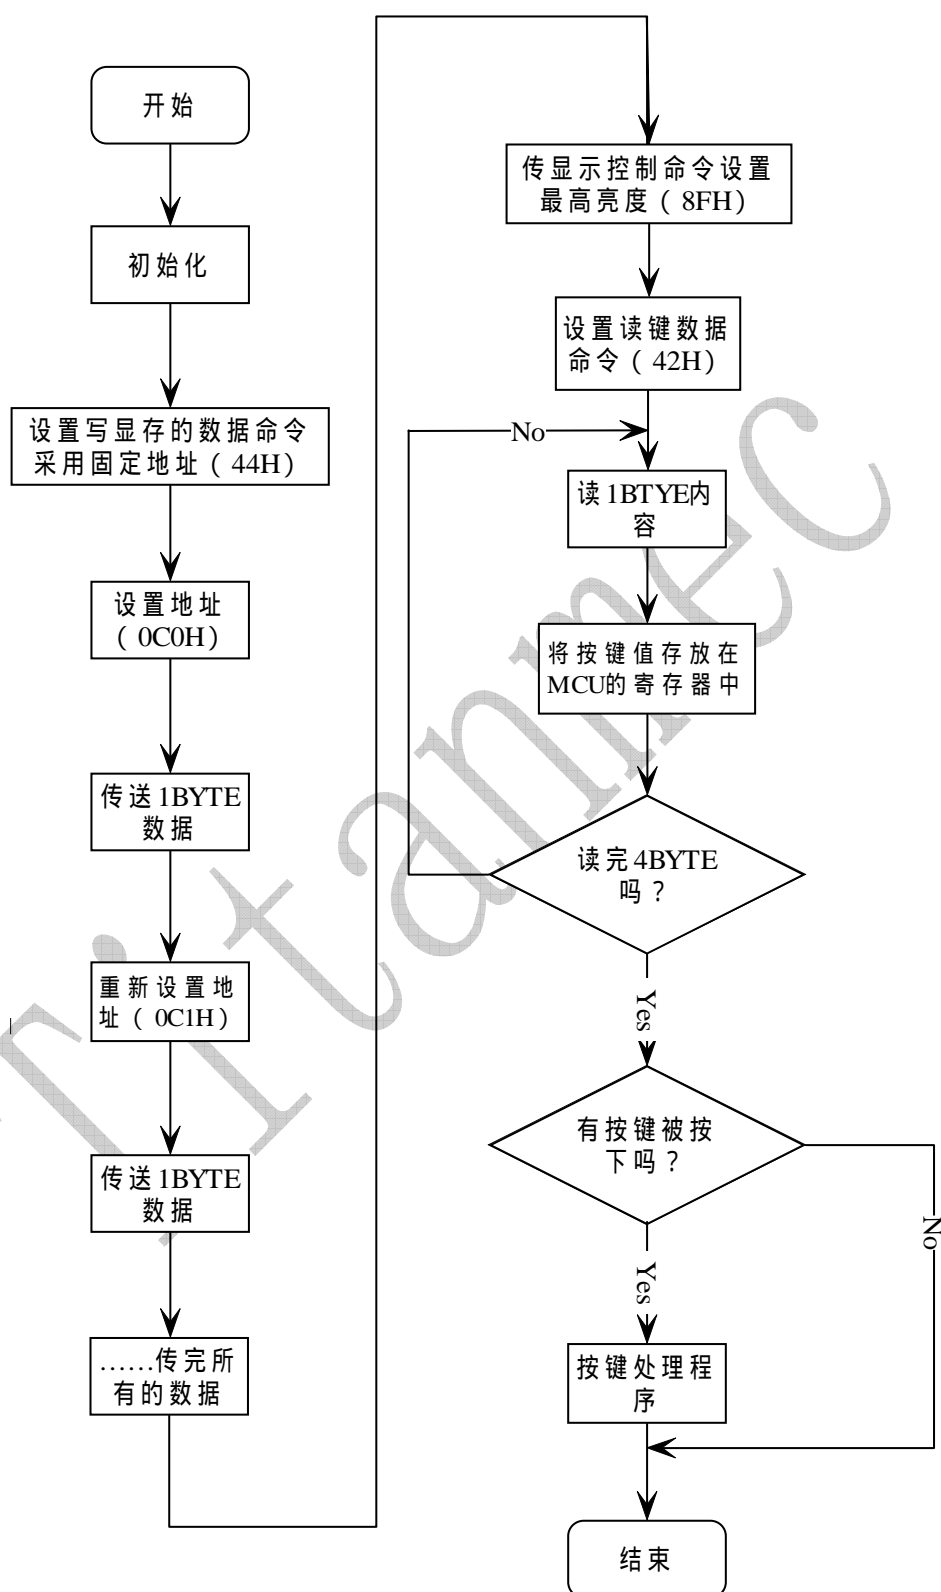 开始
初始化
设置写显存的数据命令
采用固定地址（44H）
设置地址
（0C0H）
传送1BYTE
数据
重新设置地
址（0C1H）
传送1BYTE
数据
……传完所
有的数据
传显示控制命令设置
最高亮度（8FH）
设置读键数据
命令（42H）
No
读1BTYE内
容
将按键值存放在
MCU的寄存器中
读完4BYTE
吗？
Yes
有按键被按
下吗？
No
Yes
按键处理程
序
结束
Titanmec